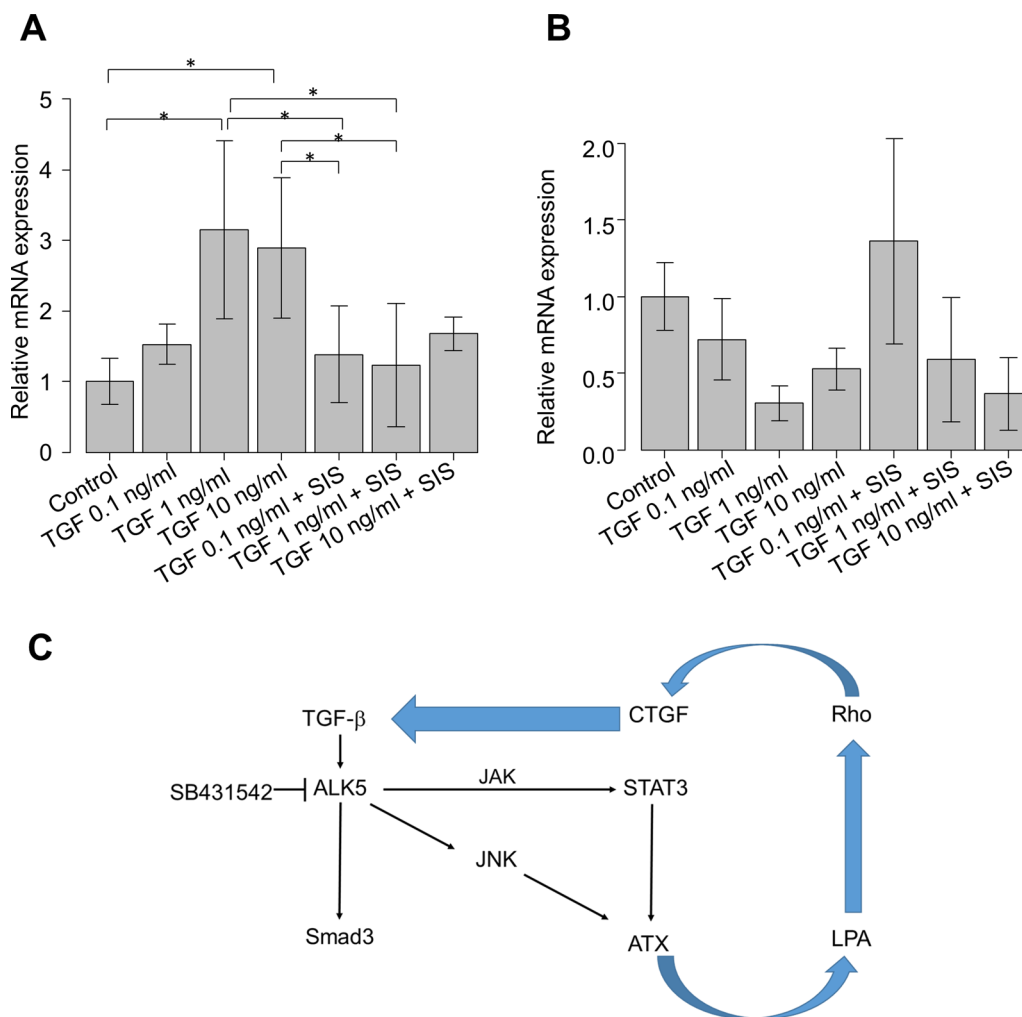 A
*
*
*
*
*
*
5
4
3
2
1
0
Relative mRNA expression
Control
TGF 0.1 ng/ml
TGF 1 ng/ml
TGF 10 ng/ml
TGF 0.1 ng/ml + SIS
TGF 1 ng/ml + SIS
TGF 10 ng/ml + SIS
B
2.0
1.5
1.0
0.5
0.0
Relative mRNA expression
Control
TGF 0.1 ng/ml
TGF 1 ng/ml
TGF 10 ng/ml
TGF 0.1 ng/ml + SIS
TGF 1 ng/ml + SIS
TGF 10 ng/ml + SIS
C
TGF-β
CTGF
Rho
SB431542
ALK5
JAK
STAT3
JNK
Smad3
ATX
LPA